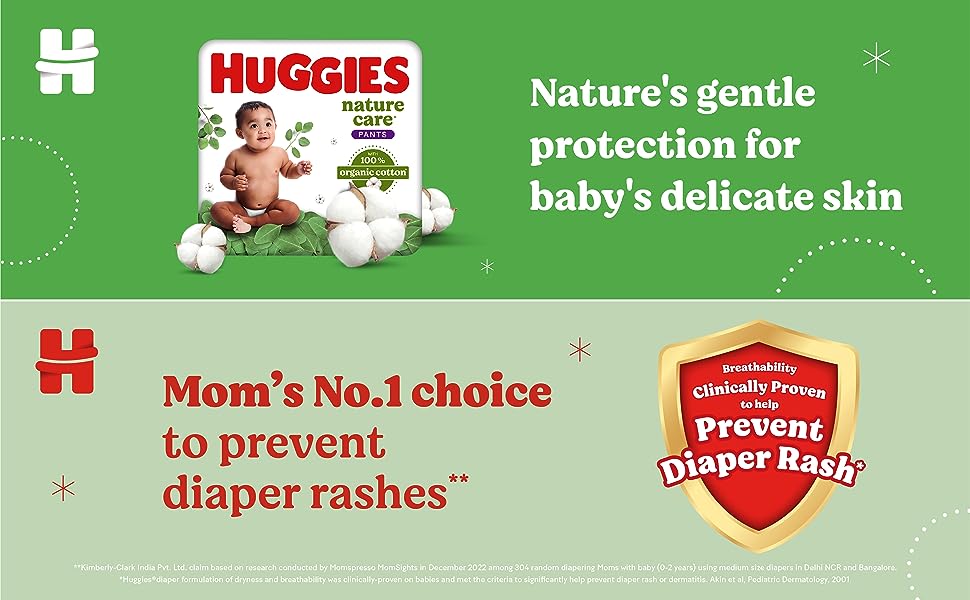 H
HUGGIES
nature
care®
PANTS
WITH
100%
organic cotton
Nature's gentle
protection for
baby's delicate skin
H
Mom’s No.1 choice
to prevent
diaper rashes**
Breathability
Clinically Proven
to help
Prevent
Diaper Rash*
**Kimberly-Clark India Pvt. Ltd. claim based on research conducted by Momspresso MomSights in December 2022 among 304 random diapering Moms with baby (0-2 years) using medium size diapers in Delhi NCR and Bangalore.
*Huggies®diaper formulation of dryness and breathability was clinically-proven on babies and met the criteria to significantly help prevent diaper rash or dermatitis. Akin et al, Pediatric Dermatology, 2001